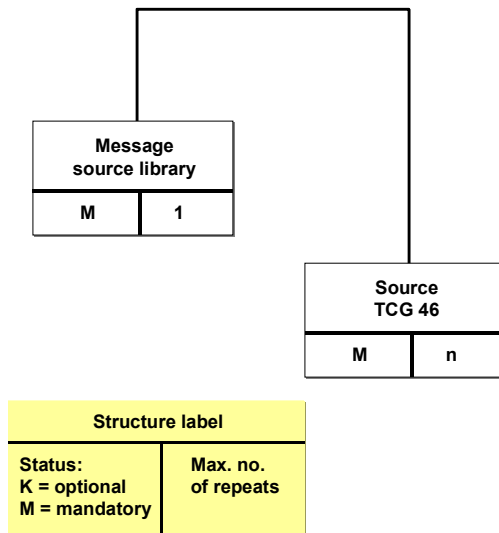 Message
source library
M 1
Source
TCG 46
M n
Structure label
Status:
K = optional
M = mandatory
Max. no.
of repeats